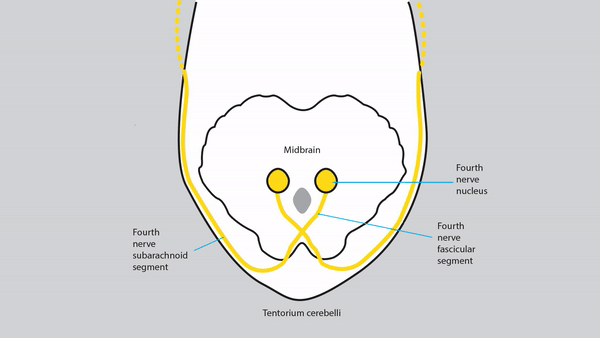 Midbrain
Fourth
nerve
nucleus
Fourth
nerve
fascicular
segment
Fourth
nerve
subarachnoid
segment
Tentorium cerebelli